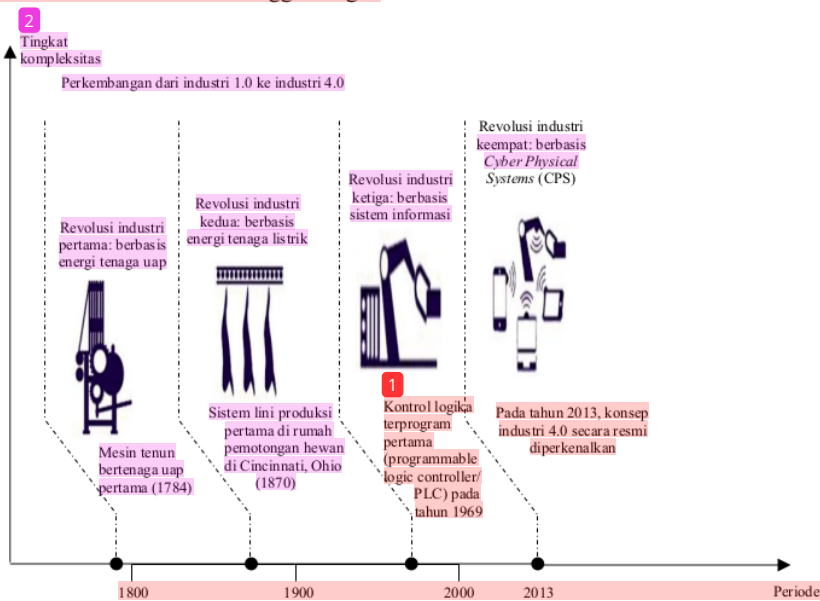 2
Tingkat
kompleksitas
Perkembangan dari industri 1.0 ke industri 4.0
Revolusi industri
pertama: berbasis
energi tenaga uap
Revolusi industri
kedua: berbasis
energi tenaga listrik
Revolusi industri
ketiga: berbasis
sistem informasi
Revolusi industri
keempat: berbasis
Cyber Physical
Systems (CPS)
Mesin tenun
bertenaga uap
pertama (1784)
Sistem lini produksi
pertama di rumah
pemotongan hewan
di Cincinnati, Ohio
(1870)
1
Kontrol logika
terprogram
pertama
(programmable
logic controller/
PLC) pada
tahun 1969
Pada tahun 2013, konsep
industri 4.0 secara resmi
diperkenalkan
1800
1900
2000
2013
Periode